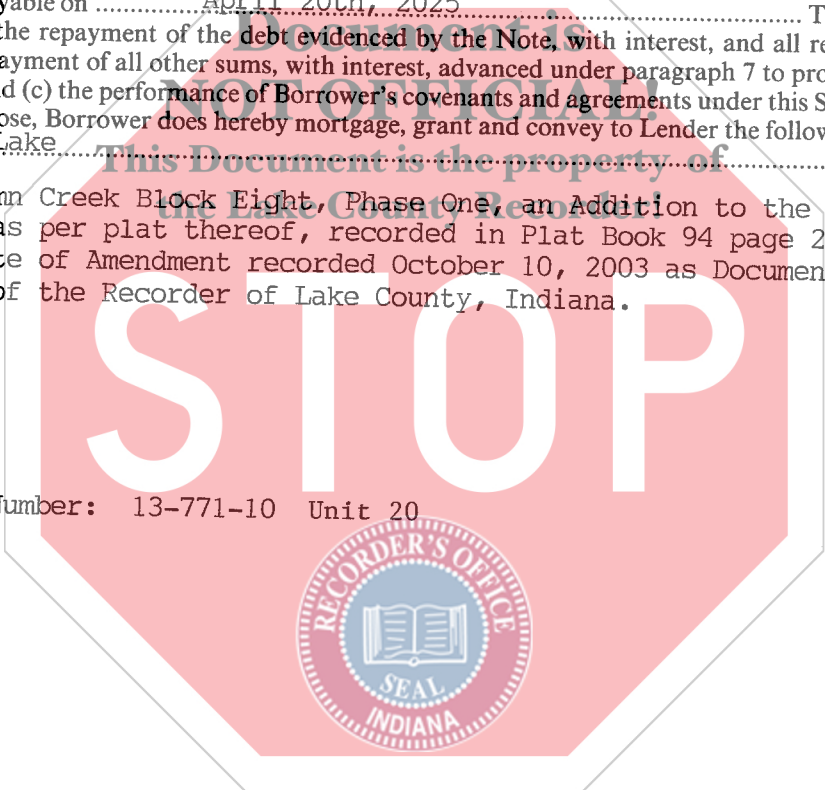 yable on April 20th, 2025 T
the repayment of the debt evidenced by the Note, with interest, and all re
ayment of all other sums, with interest, advanced under paragraph 7 to pro
d (c) the performance of Borrower's covenants and agreements under this S
ose, Borrower does hereby mortgage, grant and convey to Lender the follow
Lake
Document is
NOT OFFICIAL!
This Document is the property of
the Lake County Recorder!
nn Creek Block Eight, Phase One, an Addition to the
as per plat thereof, recorded in Plat Book 94 page 2
te of Amendment recorded October 10, 2003 as Documen
of the Recorder of Lake County, Indiana.
STOP
Number: 13-771-10 Unit 20
RECORDER'S OFFICE
SEAL
INDIANA